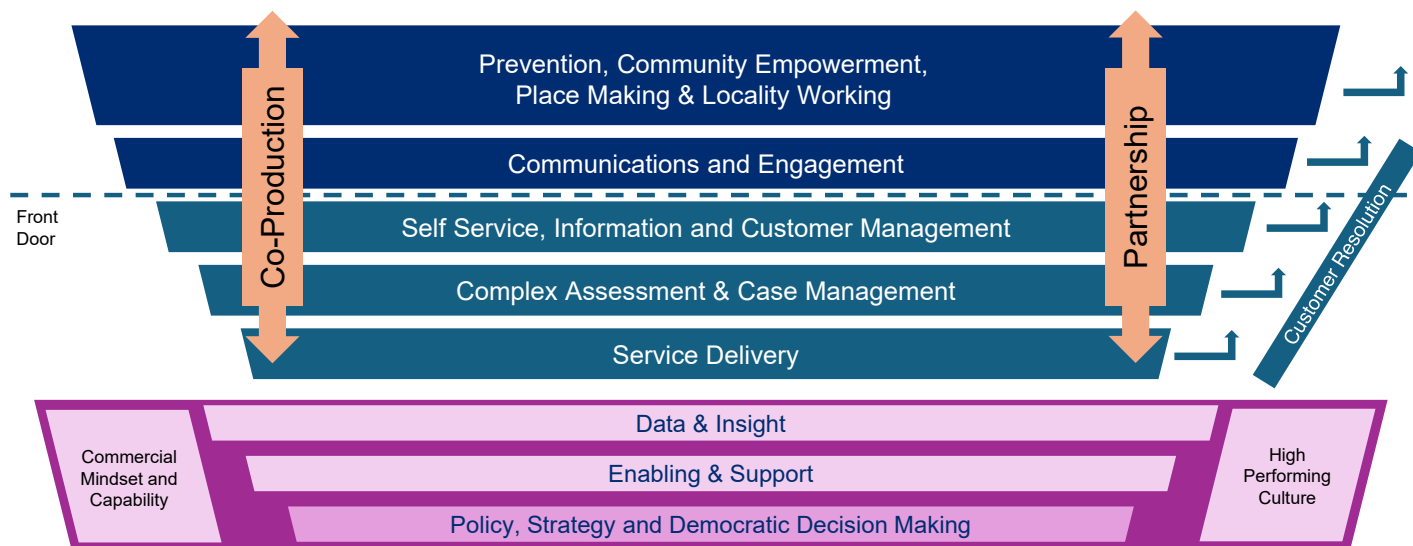 Prevention, Community Empowerment,
Place Making & Locality Working
Co-Production
Partnership
Communications and Engagement
Front
Door
Self Service, Information and Customer Management
Customer Resolution
Complex Assessment & Case Management
Service Delivery
Commercial
Mindset and
Capability
Data & Insight
Enabling & Support
Policy, Strategy and Democratic Decision Making
High
Performing
Culture